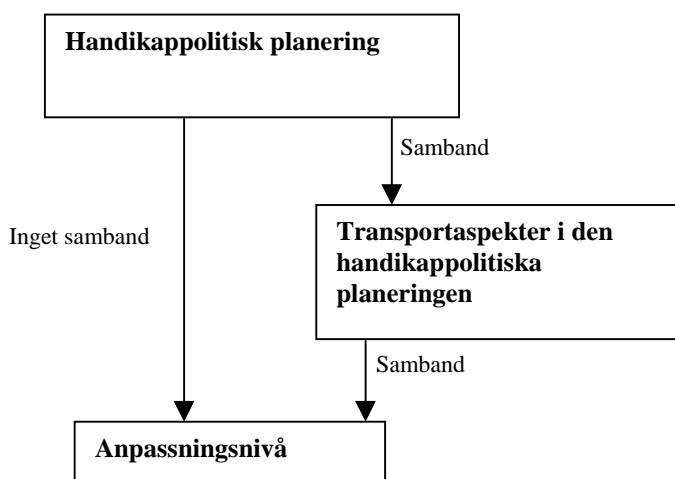 Handikappolitisk planering
Samband
Inget samband
Transportaspekter i den
handikappolitiska
planeringen
Samband
Anpassningsnivå